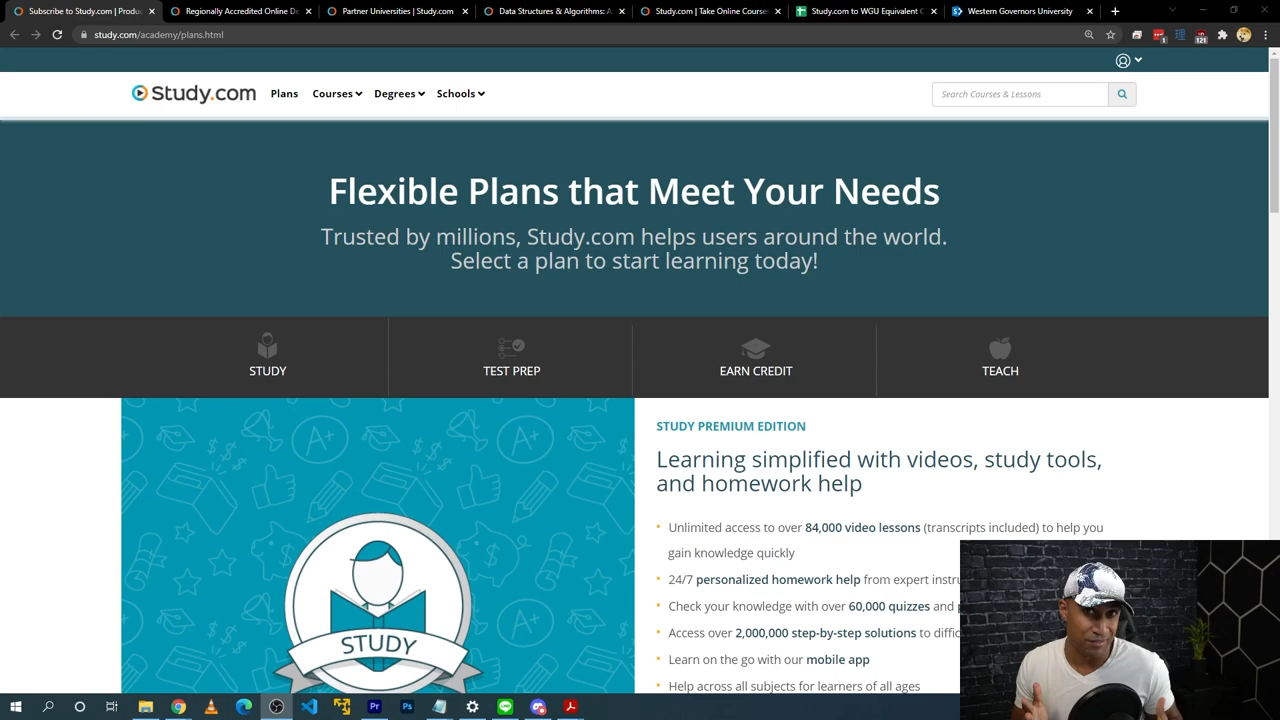 Subscribe to Study.com | Produc
Regionally Accredited Online De
Partner Universities | Study.com
Data Structures & Algorithms: A
Study.com | Take Online Course
Study.com to WGU Equivalent C
Western Governors University
study.com/academy/plans.html
1
121
Study.com
Plans
Courses
Degrees
Schools
Search Courses & Lessons
Flexible Plans that Meet Your Needs
Trusted by millions, Study.com helps users around the world.
Select a plan to start learning today!
STUDY
TEST PREP
EARN CREDIT
TEACH
STUDY PREMIUM EDITION
Learning simplified with videos, study tools,
and homework help
Unlimited access to over 84,000 video lessons (transcripts included) to help you
gain knowledge quickly
24/7 personalized homework help from expert instru
Check your knowledge with over 60,000 quizzes and
Access over 2,000,000 step-by-step solutions to diffic
Learn on the go with our mobile app
Help across all subjects for learners of all ages
A+
A+
A+
STUDY
Pr
Ps